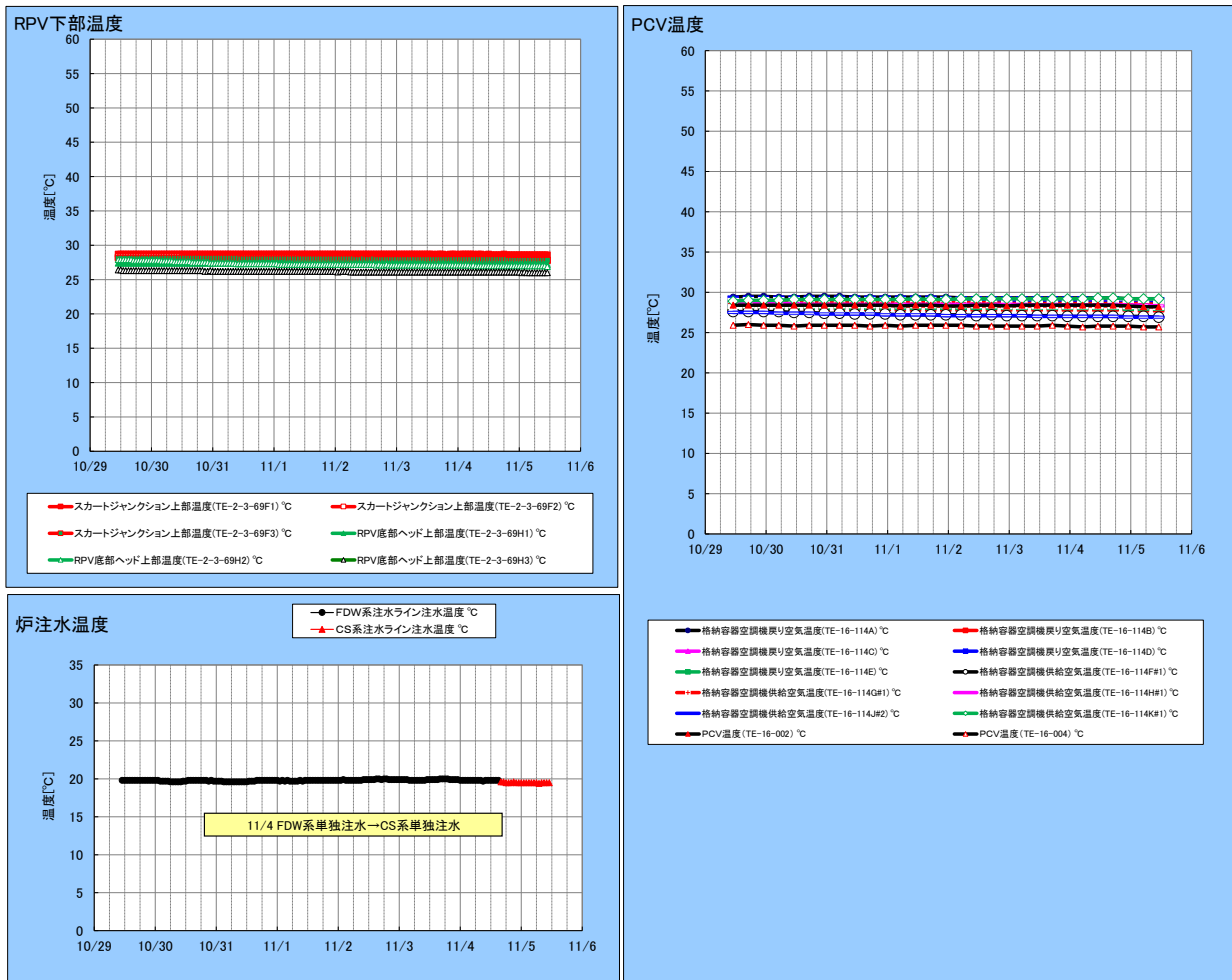 RPV下部温度
60
55
50
45
40
35
30
25
20
15
10
5
0
温度[℃]
10/29 10/30 10/31 11/1 11/2 11/3 11/4 11/5 11/6
スカートジャンクション上部温度(TE-2-3-69F1) ℃ スカートジャンクション上部温度(TE-2-3-69F2) ℃
スカートジャンクション上部温度(TE-2-3-69F3) ℃ RPV底部ヘッド上部温度(TE-2-3-69H1) ℃
RPV底部ヘッド上部温度(TE-2-3-69H2) ℃ RPV底部ヘッド上部温度(TE-2-3-69H3) ℃
炉注水温度
FDW系注水ライン注水温度 ℃
CS系注水ライン注水温度 ℃
35
30
25
20
15
10
5
0
温度[℃]
11/4 FDW系単独注水→CS系単独注水
10/29 10/30 10/31 11/1 11/2 11/3 11/4 11/5 11/6
PCV温度
60
55
50
45
40
35
30
25
20
15
10
5
0
温度[℃]
10/29 10/30 10/31 11/1 11/2 11/3 11/4 11/5 11/6
格納容器空調機戻り空気温度(TE-16-114A) ℃ 格納容器空調機戻り空気温度(TE-16-114B) ℃
格納容器空調機戻り空気温度(TE-16-114C) ℃ 格納容器空調機戻り空気温度(TE-16-114D) ℃
格納容器空調機戻り空気温度(TE-16-114E) ℃ 格納容器空調機供給空気温度(TE-16-114F#1) ℃
格納容器空調機供給空気温度(TE-16-114G#1) ℃ 格納容器空調機供給空気温度(TE-16-114H#1) ℃
格納容器空調機供給空気温度(TE-16-114J#2) ℃ 格納容器空調機供給空気温度(TE-16-114K#1) ℃
PCV温度(TE-16-002) ℃ PCV温度(TE-16-004) ℃